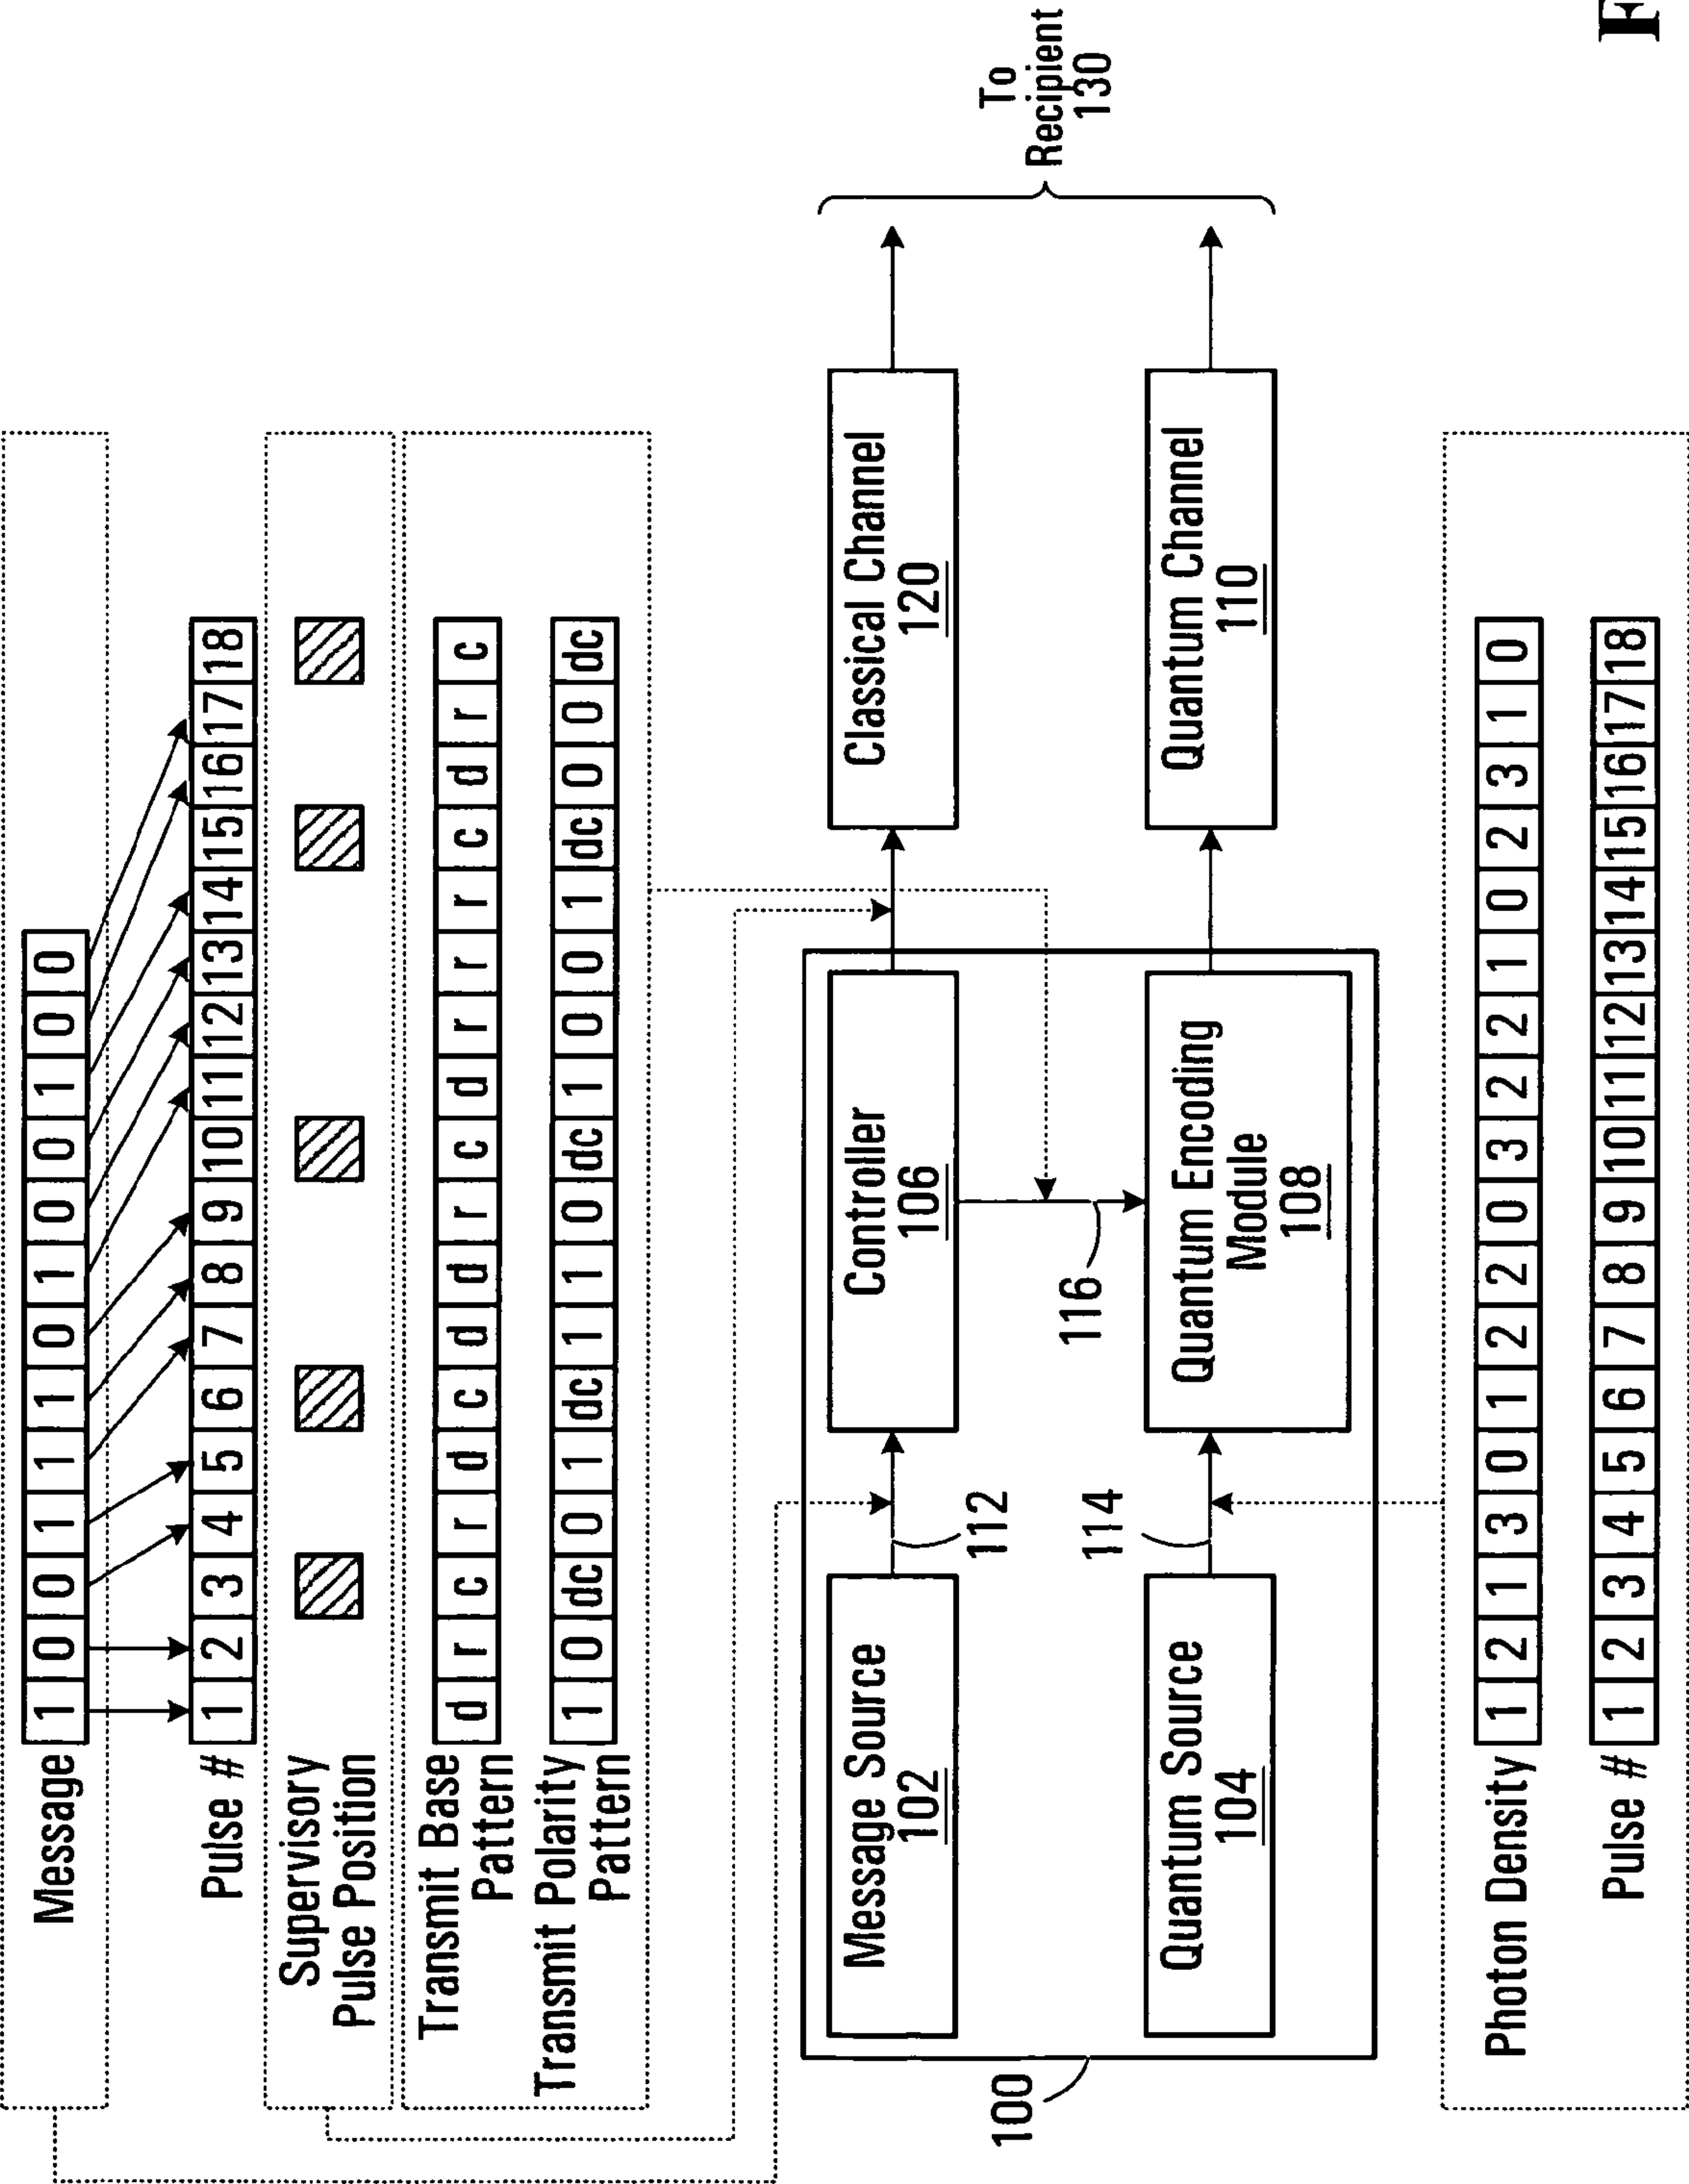 Message 1 0 0 1 1 1 0 1 0 0 1 0 0
Pulse # 1 2 3 4 5 6 7 8 9 10 11 12 13 14 15 16 17 18
Supervisory
Pulse Position
Transmit Base
Pattern
d r c r d c d d r c d r r r c d r c
Transmit Polarity
Pattern
1 0 dc 0 1 dc 1 1 0 dc 1 0 0 1 dc 0 0 dc
Message Source
102
112
Controller
106
Classical Channel
120
To
Recipient
130
116
Quantum Source
104
114
Quantum Encoding
Module
108
Quantum Channel
110
100
Photon Density 1 2 1 3 0 1 2 2 0 3 2 2 1 0 2 3 1 0
Pulse # 1 2 3 4 5 6 7 8 9 10 11 12 13 14 15 16 17 18
F